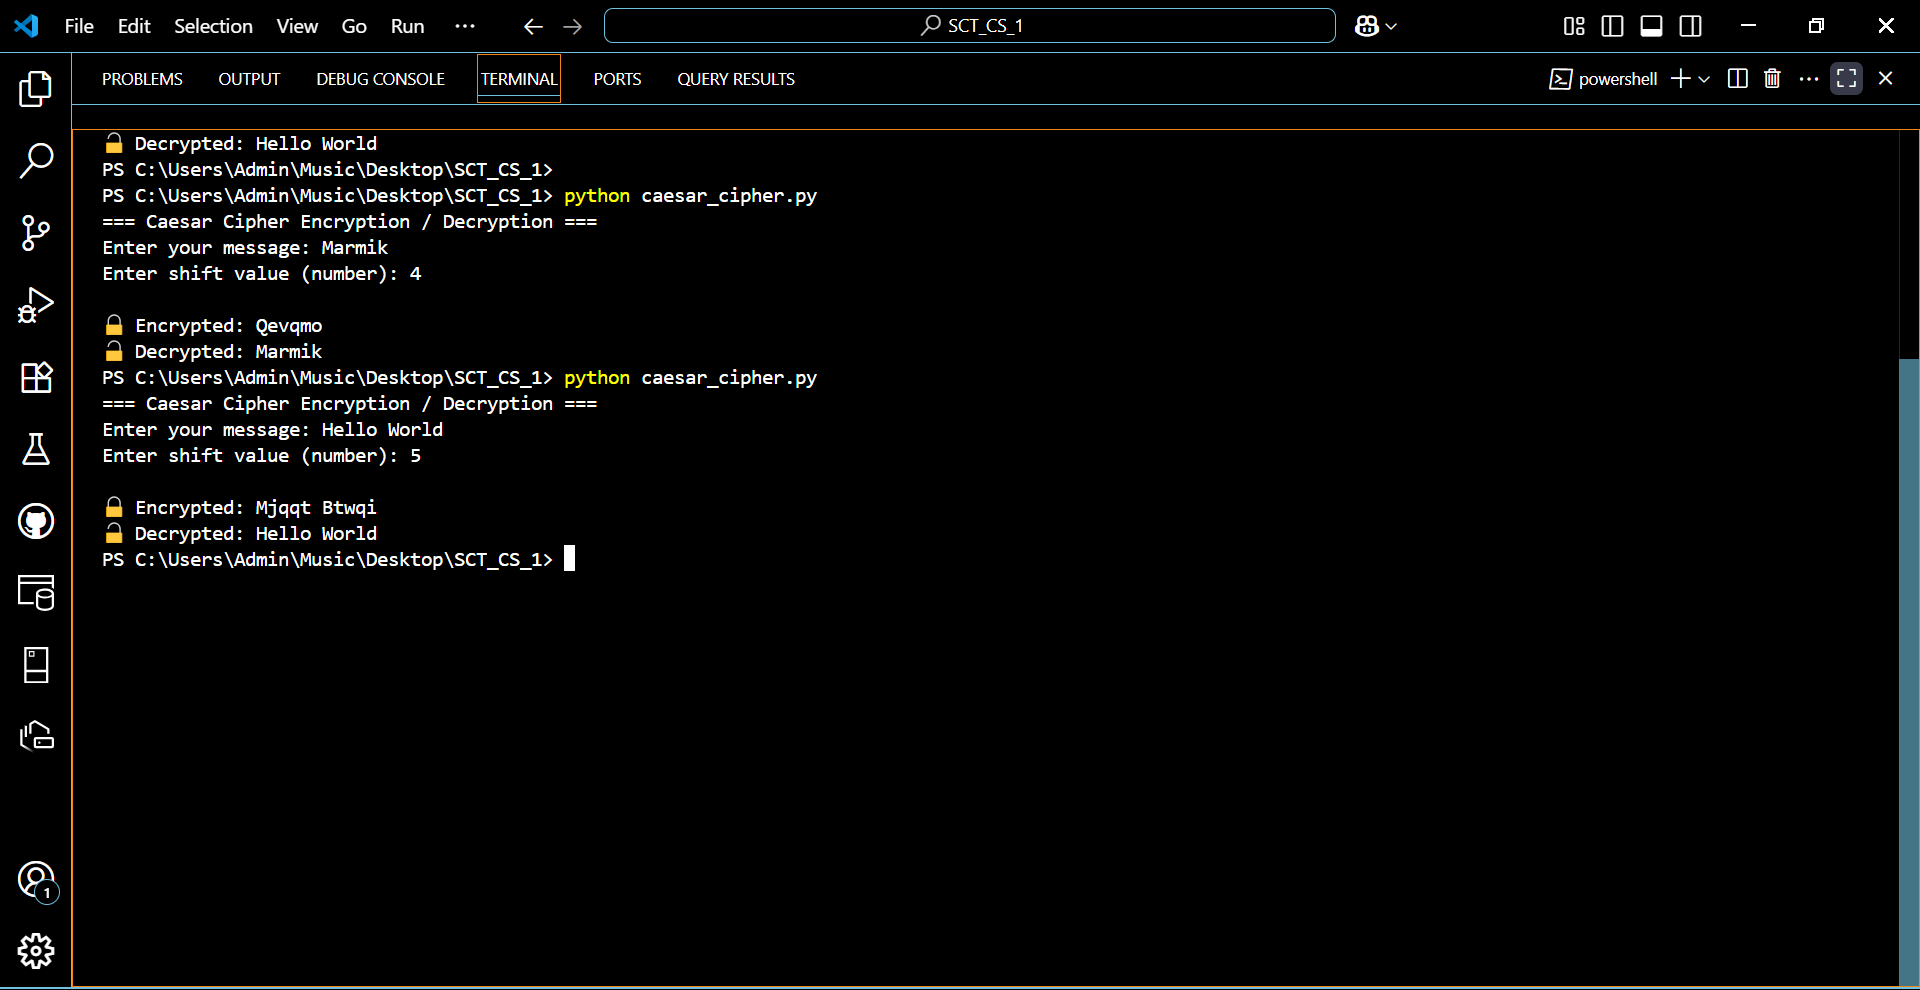 File Edit Selection View Go Run ··· SCT_CS_1
PROBLEMS OUTPUT DEBUG CONSOLE TERMINAL PORTS QUERY RESULTS powershell
🔓 Decrypted: Hello World
PS C:\Users\Admin\Music\Desktop\SCT_CS_1>
PS C:\Users\Admin\Music\Desktop\SCT_CS_1> python caesar_cipher.py
=== Caesar Cipher Encryption / Decryption ===
Enter your message: Marmik
Enter shift value (number): 4
🔒 Encrypted: Qevqmo
🔓 Decrypted: Marmik
PS C:\Users\Admin\Music\Desktop\SCT_CS_1> python caesar_cipher.py
=== Caesar Cipher Encryption / Decryption ===
Enter your message: Hello World
Enter shift value (number): 5
🔒 Encrypted: Mjqqt Btwqi
🔓 Decrypted: Hello World
PS C:\Users\Admin\Music\Desktop\SCT_CS_1>
1